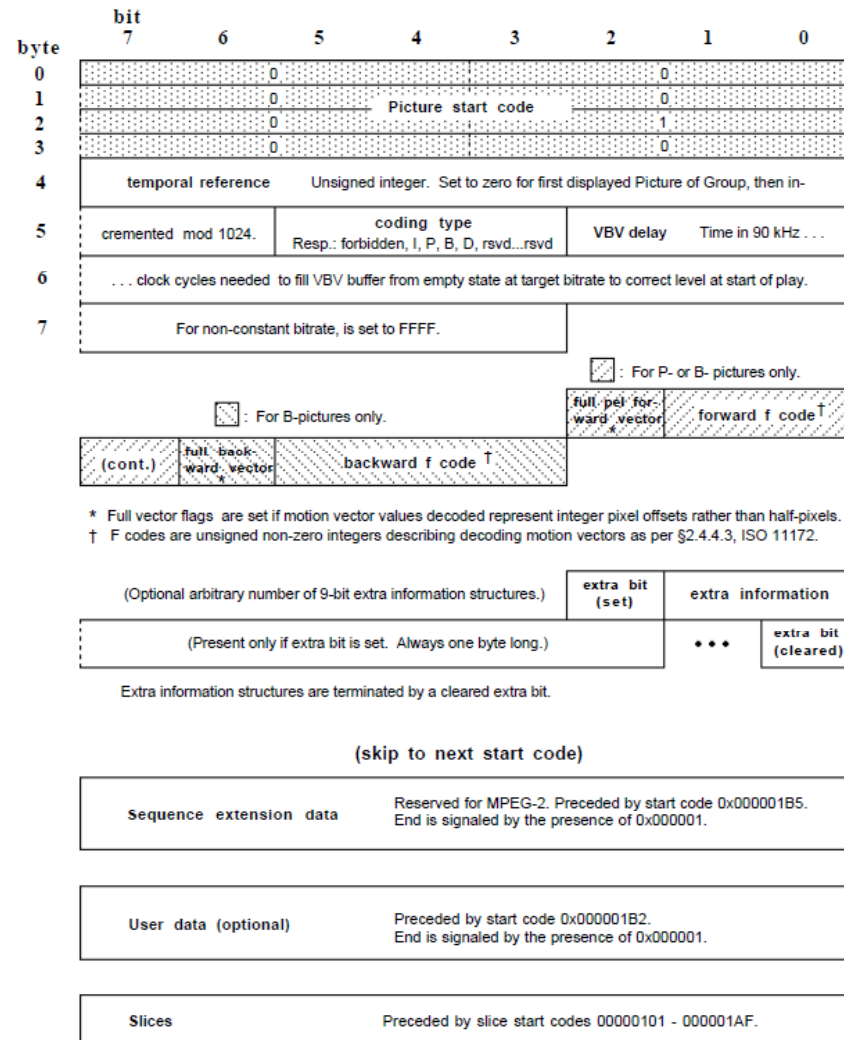 bit
7 6 5 4 3 2 1 0
byte
0 0 0
1 0 0
Picture start code
2 0 1
3 0 0
4 temporal reference Unsigned integer. Set to zero for first displayed Picture of Group, then in-
5 cremented mod 1024. coding type VBV delay Time in 90 kHz . . .
Resp.: forbidden, I, P, B, D, rsvd...rsvd
6 . . . clock cycles needed to fill VBV buffer from empty state at target bitrate to correct level at start of play.
7 For non-constant bitrate, is set to FFFF.
: For P- or B- pictures only.
: For B-pictures only.
full pel for-
ward vector
*
forward f code †
(cont.)
full back-
ward vector
*
backward f code †
* Full vector flags are set if motion vector values decoded represent integer pixel offsets rather than half-pixels.
† F codes are unsigned non-zero integers describing decoding motion vectors as per §2.4.4.3, ISO 11172.
(Optional arbitrary number of 9-bit extra information structures.)
extra bit
(set)
extra information
(Present only if extra bit is set. Always one byte long.)
• • •
extra bit
(cleared)
Extra information structures are terminated by a cleared extra bit.
(skip to next start code)
Sequence extension data
Reserved for MPEG-2. Preceded by start code 0x000001B5.
End is signaled by the presence of 0x000001.
User data (optional)
Preceded by start code 0x000001B2.
End is signaled by the presence of 0x000001.
Slices Preceded by slice start codes 00000101 - 000001AF.